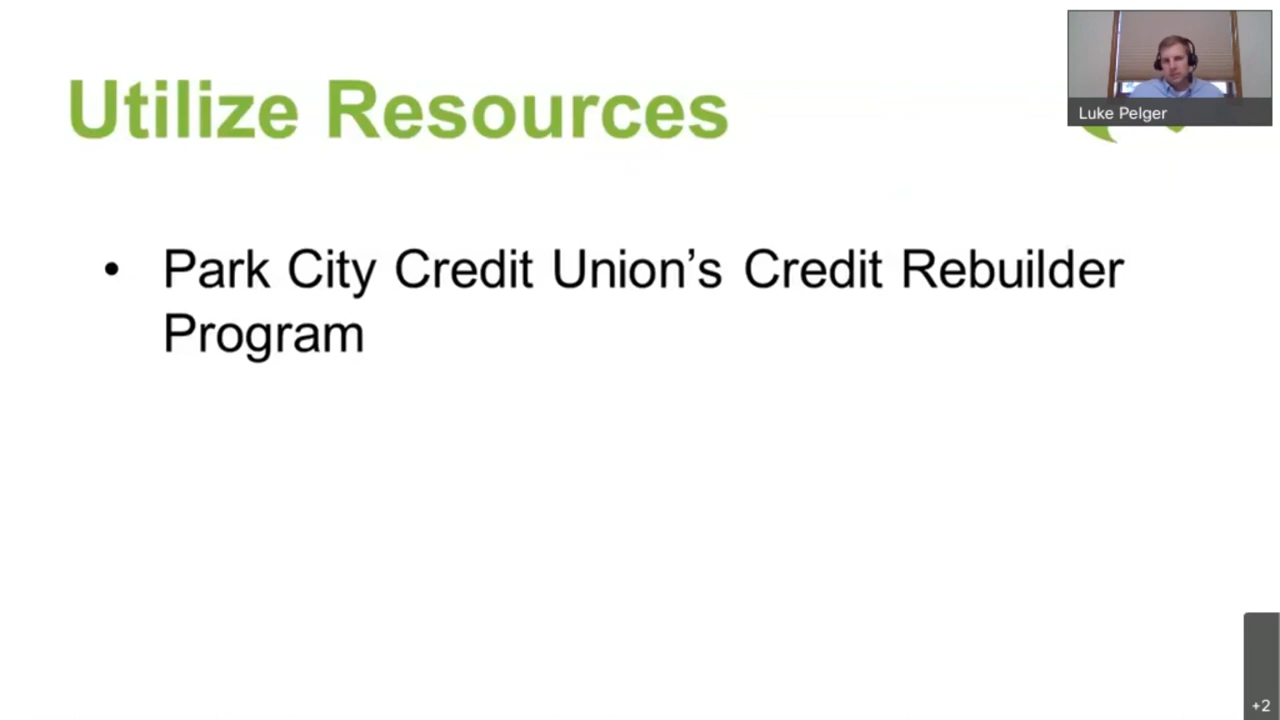 Utilize Resources
Luke Pelger
• Park City Credit Union’s Credit Rebuilder
Program
+2